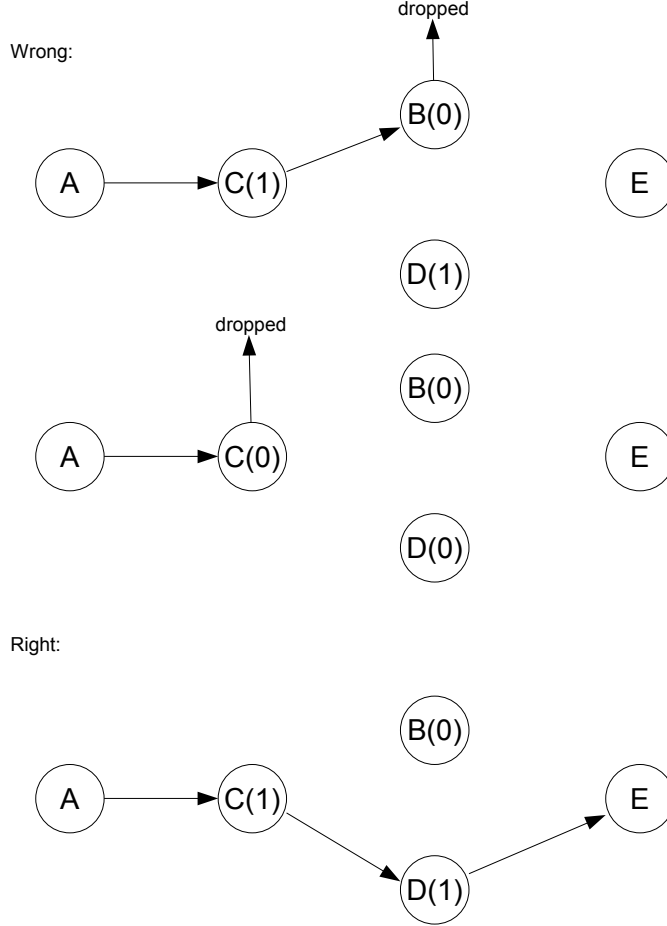 dropped
Wrong:
B(0)
A
C(1)
E
D(1)
dropped
B(0)
A
C(0)
E
D(0)
Right:
B(0)
A
C(1)
E
D(1)